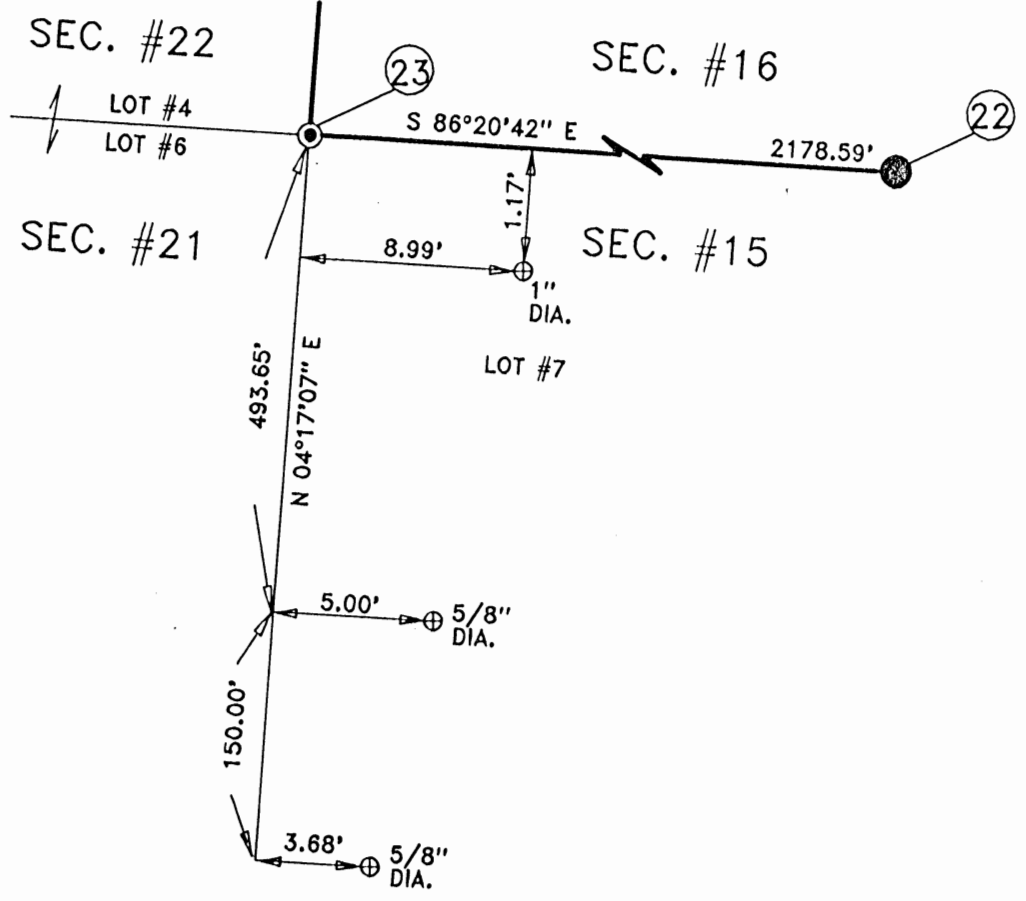 SEC. #22
23
SEC. #16
22
LOT #4
S 86°20'42" E
2178.59'
LOT #6
1.17'
SEC. #21
8.99'
SEC. #15
1"
DIA.
LOT #7
493.65'
N 04°17'07" E
5.00'
5/8"
DIA.
150.00'
3.68'
5/8"
DIA.